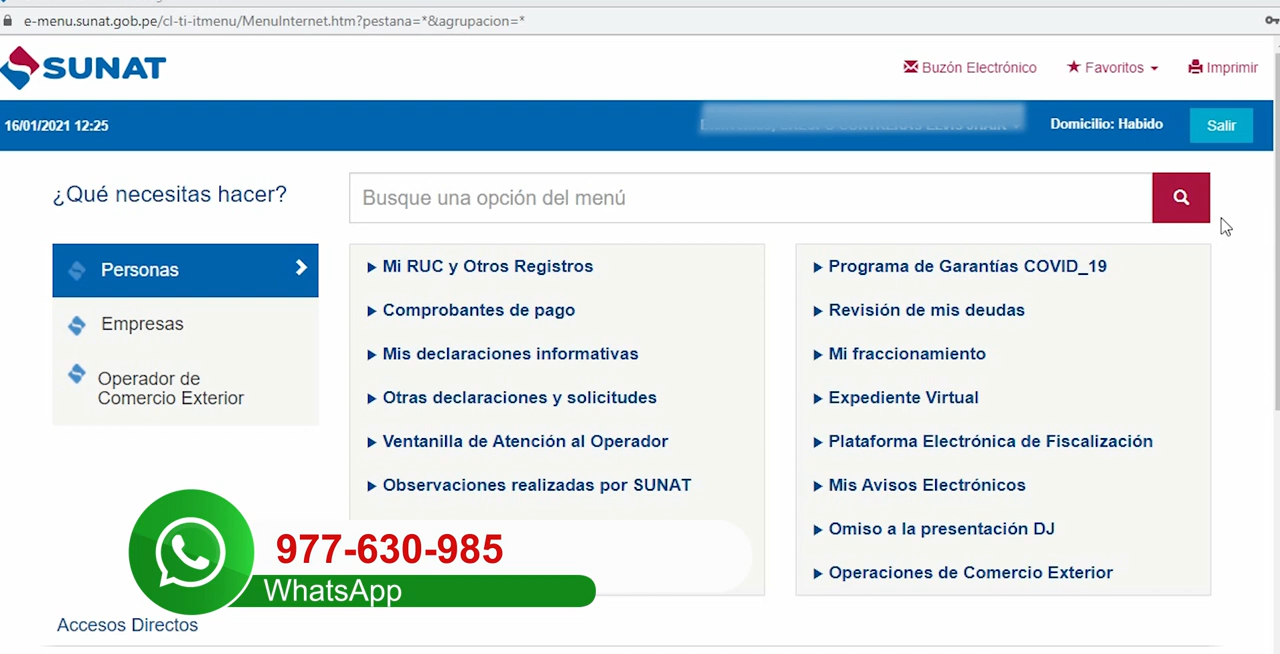 e-menu.sunat.gob.pe/cl-ti-itmenu/MenuInternet.htm?pestana=*&agrupacion=*
SUNAT
Buzón Electrónico
Favoritos
Imprimir
16/01/2021 12:25
Domicilio: Habido
Salir
¿Qué necesitas hacer?
Busque una opción del menú
Personas
Empresas
Operador de
Comercio Exterior
Mi RUC y Otros Registros
Comprobantes de pago
Mis declaraciones informativas
Otras declaraciones y solicitudes
Ventanilla de Atención al Operador
Observaciones realizadas por SUNAT
Programa de Garantías COVID_19
Revisión de mis deudas
Mi fraccionamiento
Expediente Virtual
Plataforma Electrónica de Fiscalización
Mis Avisos Electrónicos
Omiso a la presentación DJ
Operaciones de Comercio Exterior
977-630-985
WhatsApp
Accesos Directos